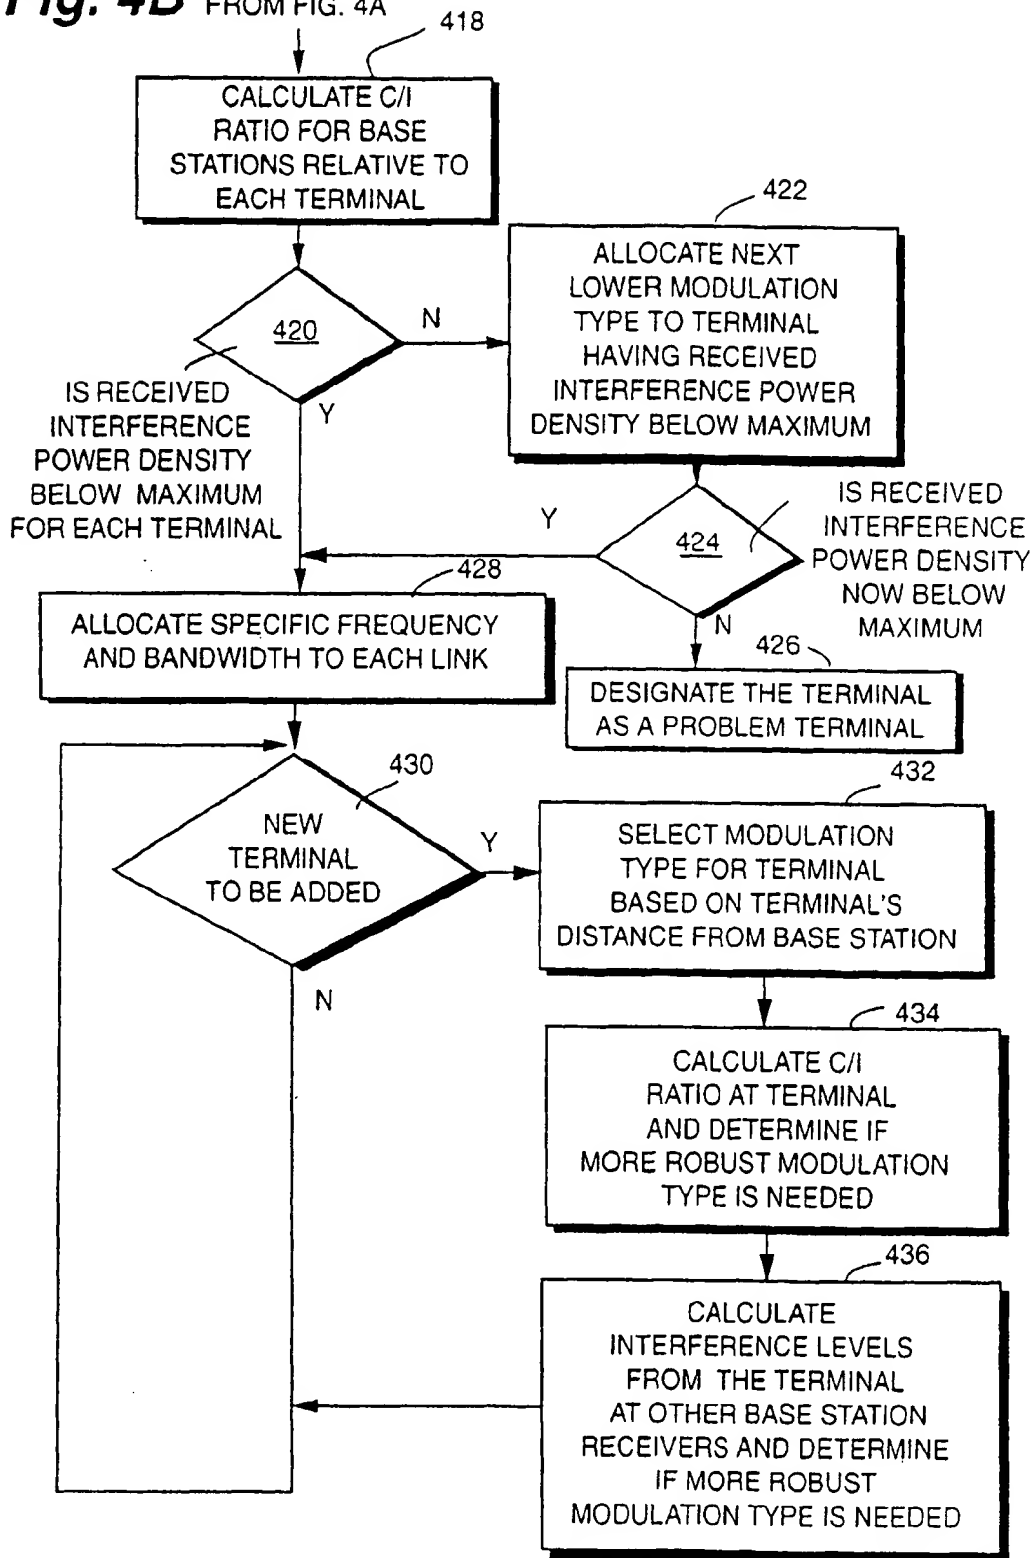 Fig. 4B FROM FIG. 4A
418
CALCULATE C/I
RATIO FOR BASE
STATIONS RELATIVE TO
EACH TERMINAL
422
ALLOCATE NEXT
LOWER MODULATION
TYPE TO TERMINAL
HAVING RECEIVED
INTERFERENCE POWER
DENSITY BELOW MAXIMUM
420
N
Y
IS RECEIVED
INTERFERENCE
POWER DENSITY
BELOW MAXIMUM
FOR EACH TERMINAL
424
Y
N
IS RECEIVED
INTERFERENCE
POWER DENSITY
NOW BELOW
MAXIMUM
428
ALLOCATE SPECIFIC FREQUENCY
AND BANDWIDTH TO EACH LINK
426
DESIGNATE THE TERMINAL
AS A PROBLEM TERMINAL
430
NEW
TERMINAL
TO BE ADDED
Y
N
432
SELECT MODULATION
TYPE FOR TERMINAL
BASED ON TERMINAL'S
DISTANCE FROM BASE STATION
434
CALCULATE C/I
RATIO AT TERMINAL
AND DETERMINE IF
MORE ROBUST MODULATION
TYPE IS NEEDED
436
CALCULATE
INTERFERENCE LEVELS
FROM THE TERMINAL
AT OTHER BASE STATION
RECEIVERS AND DETERMINE
IF MORE ROBUST
MODULATION TYPE IS NEEDED